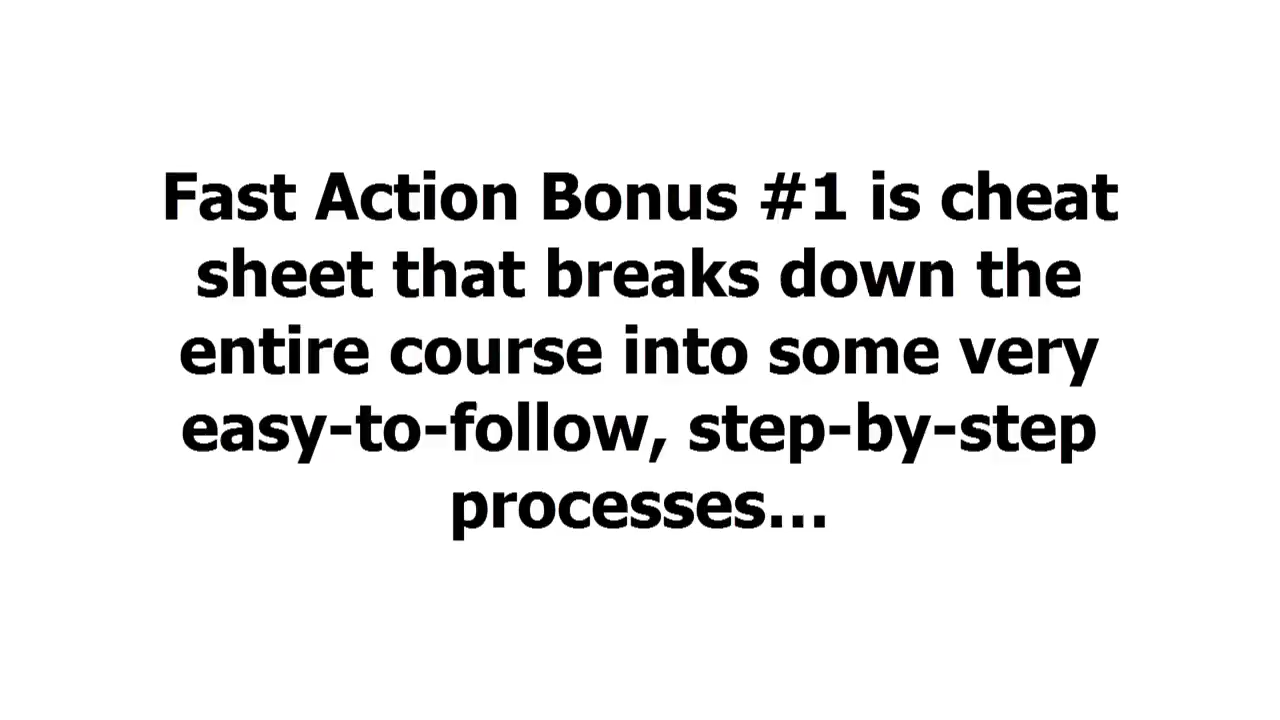 Fast Action Bonus #1 is cheat
sheet that breaks down the
entire course into some very
easy-to-follow, step-by-step
processes...